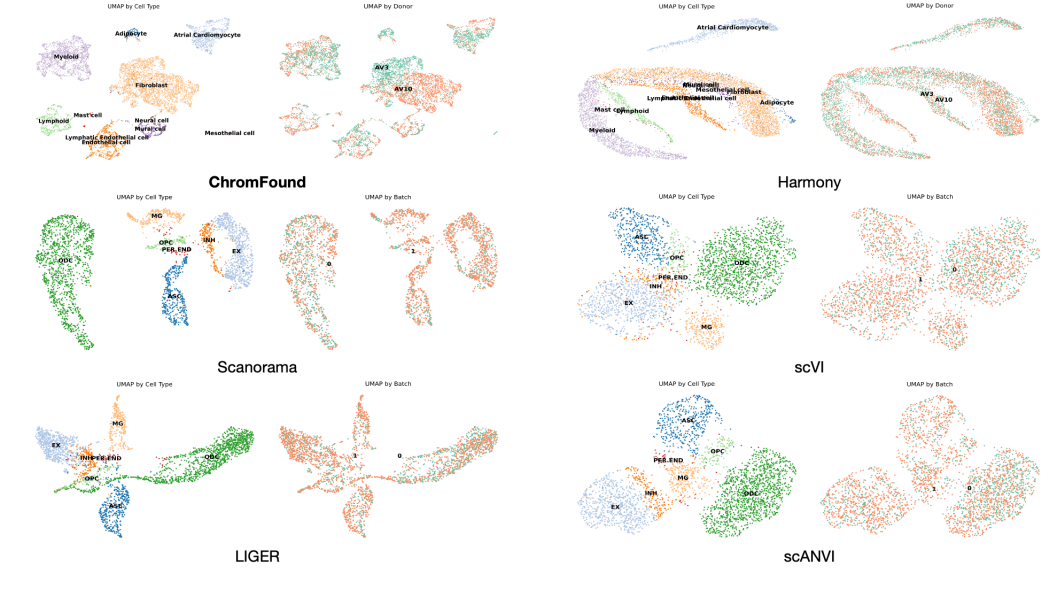 UMAP by Cell Type
UMAP by Donor
Adipocyte
Atrial Cardiomyocyte
Myeloid
Fibroblast
Mast cell
Lymphoid
Neural cell
Mural cell
Lymphatic Endothelial cell
Endothelial cell
Mesothelial cell
AV3
AV10
ChromFound
UMAP by Cell Type
UMAP by Donor
Atrial Cardiomyocyte
Mesothelial cell
Fibroblast
Adipocyte
Mast cell
Lymphoid
Myeloid
AV3
AV10
Harmony
UMAP by Cell Type
UMAP by Batch
MG
OPC
PER.END
INH
EX
ODC
ASC
0
1
Scanorama
UMAP by Cell Type
UMAP by Batch
ASC
OPC
ODC
PER.END
INH
EX
MG
0
1
scVI
UMAP by Cell Type
UMAP by Batch
MG
EX
INH
PER.END
ODC
OPC
ASC
1
0
LIGER
UMAP by Cell Type
UMAP by Batch
ASC
OPC
PER.END
MG
INH
ODC
EX
1
0
scANVI